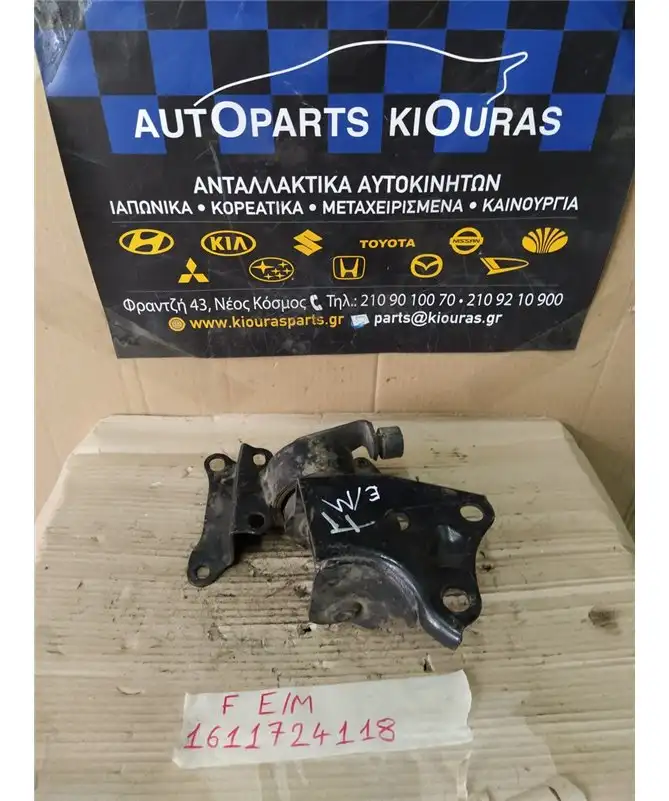 AUTOPARTS KIOURAS
ΑΝΤΑΛΛΑΚΤΙΚΑ ΑΥΤΟΚΙΝΗΤΩΝ
ΙΑΠΩΝΙΚΑ • ΚΟΡΕΑΤΙΚΑ • ΜΕΤΑΧΕΙΡΙΣΜΕΝΑ • ΚΑΙΝΟΥΡΓΙΑ
KIA TOYOTA NISSAN
Φραντζή 43, Νέος Κόσμος Τηλ.: 210 90 100 70 • 210 92 10 900
www.kiourasparts.gr parts@kiouras.gr
E/M
F E/M
1611724118